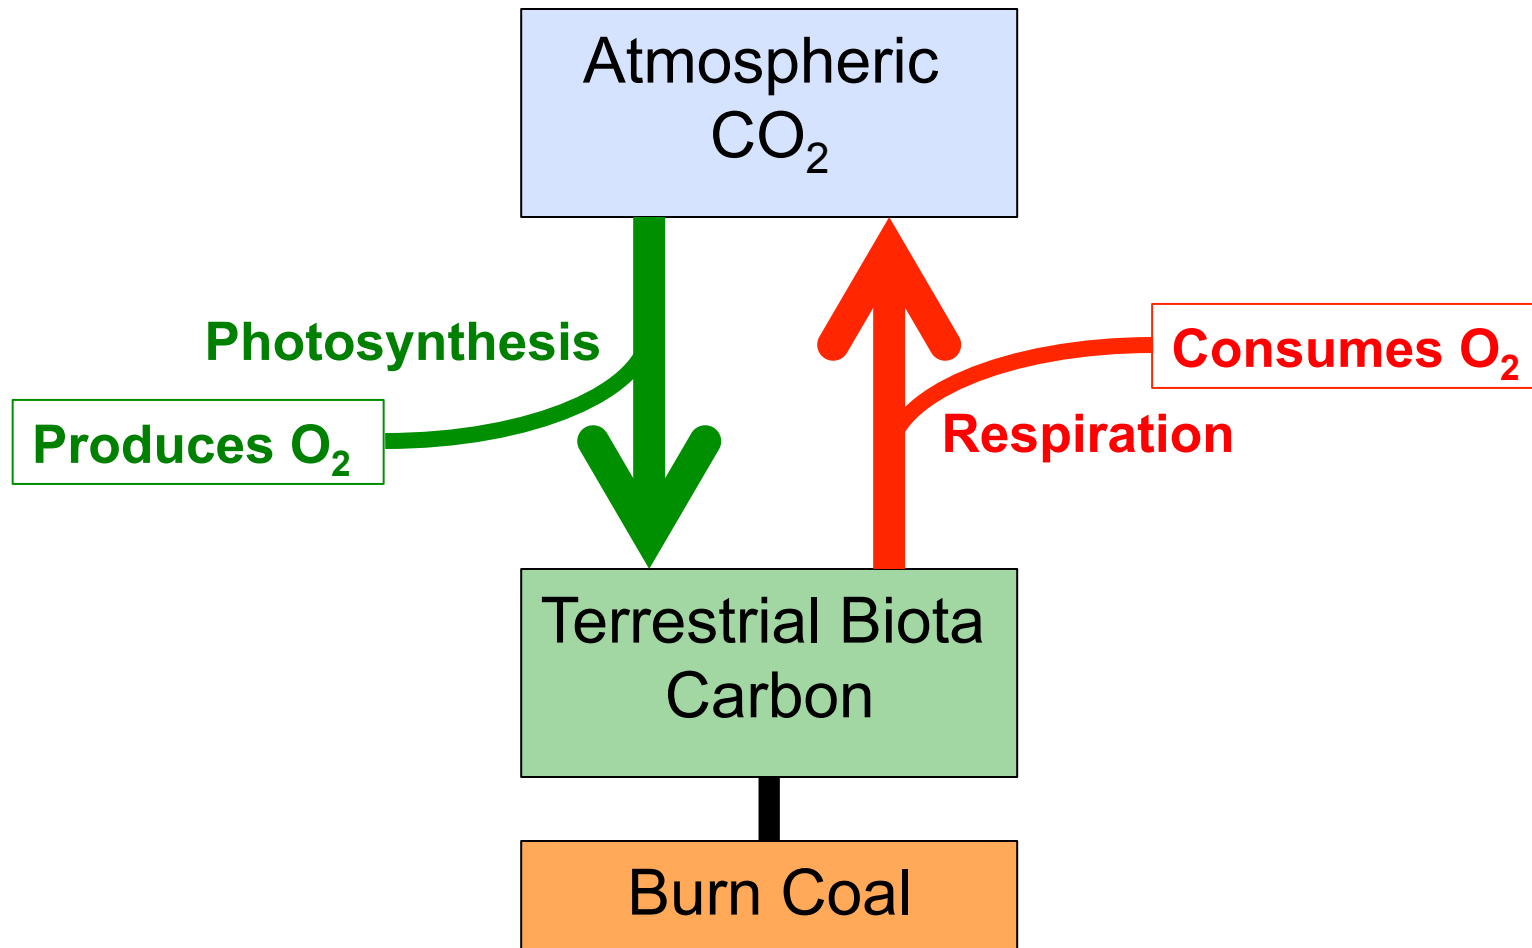 Atmospheric
CO₂
Photosynthesis
Consumes O₂
Produces O₂
Respiration
Terrestrial Biota
Carbon
Burn Coal